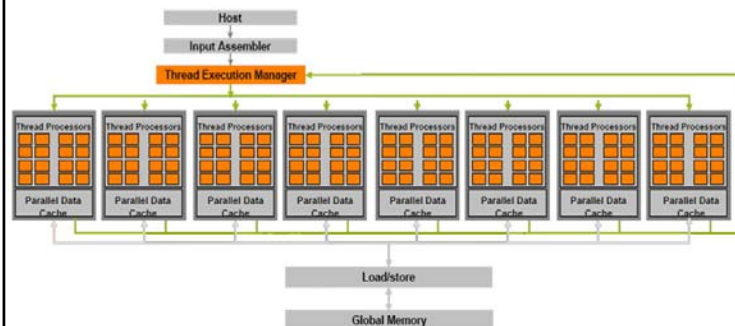 Host
Input Assembler
Thread Execution Manager
Thread Processors Thread Processors Thread Processors Thread Processors Thread Processors Thread Processors Thread Processors Thread Processors
Parallel Data Parallel Data Parallel Data Parallel Data Parallel Data Parallel Data Parallel Data Parallel Data
Cache Cache Cache Cache Cache Cache Cache Cache
Load/store
Global Memory